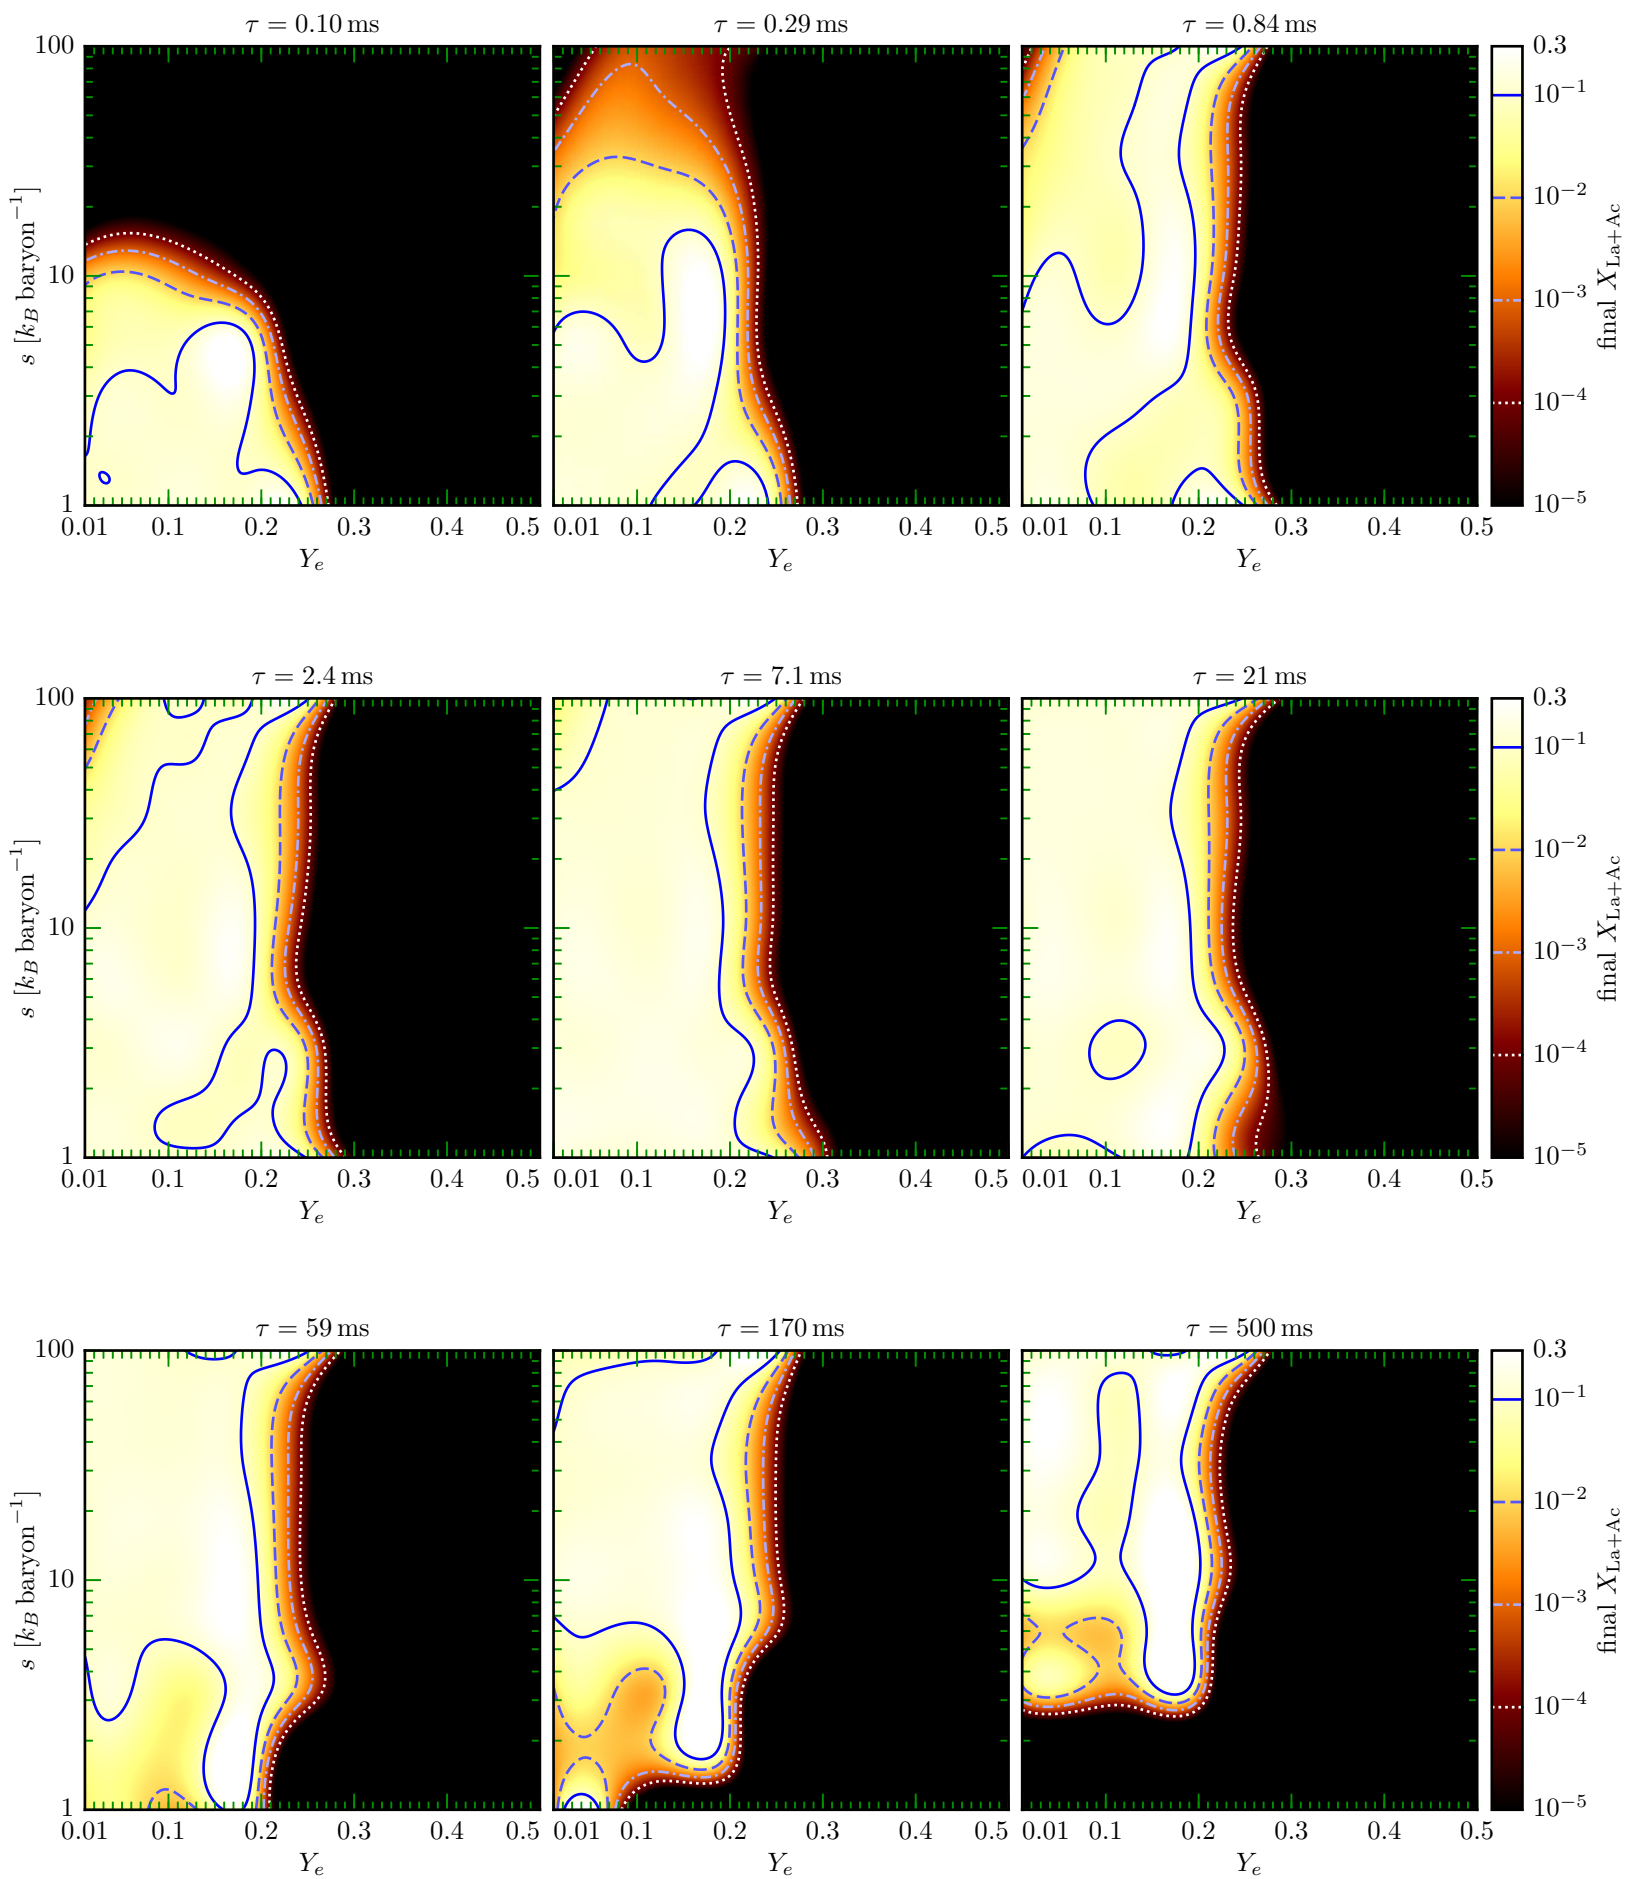 τ = 0.10 ms
τ = 0.29 ms
τ = 0.84 ms
100
10
1
s [k_B baryon⁻¹]
0.01 0.1 0.2 0.3 0.4 0.5
Y_e
0.01 0.1 0.2 0.3 0.4 0.5
Y_e
0.01 0.1 0.2 0.3 0.4 0.5
Y_e
0.3
10⁻¹
10⁻²
10⁻³
10⁻⁴
10⁻⁵
final X_La+Ac
τ = 2.4 ms
τ = 7.1 ms
τ = 21 ms
100
10
1
s [k_B baryon⁻¹]
0.01 0.1 0.2 0.3 0.4 0.5
Y_e
0.01 0.1 0.2 0.3 0.4 0.5
Y_e
0.01 0.1 0.2 0.3 0.4 0.5
Y_e
0.3
10⁻¹
10⁻²
10⁻³
10⁻⁴
10⁻⁵
final X_La+Ac
τ = 59 ms
τ = 170 ms
τ = 500 ms
100
10
1
s [k_B baryon⁻¹]
0.01 0.1 0.2 0.3 0.4 0.5
Y_e
0.01 0.1 0.2 0.3 0.4 0.5
Y_e
0.01 0.1 0.2 0.3 0.4 0.5
Y_e
0.3
10⁻¹
10⁻²
10⁻³
10⁻⁴
10⁻⁵
final X_La+Ac